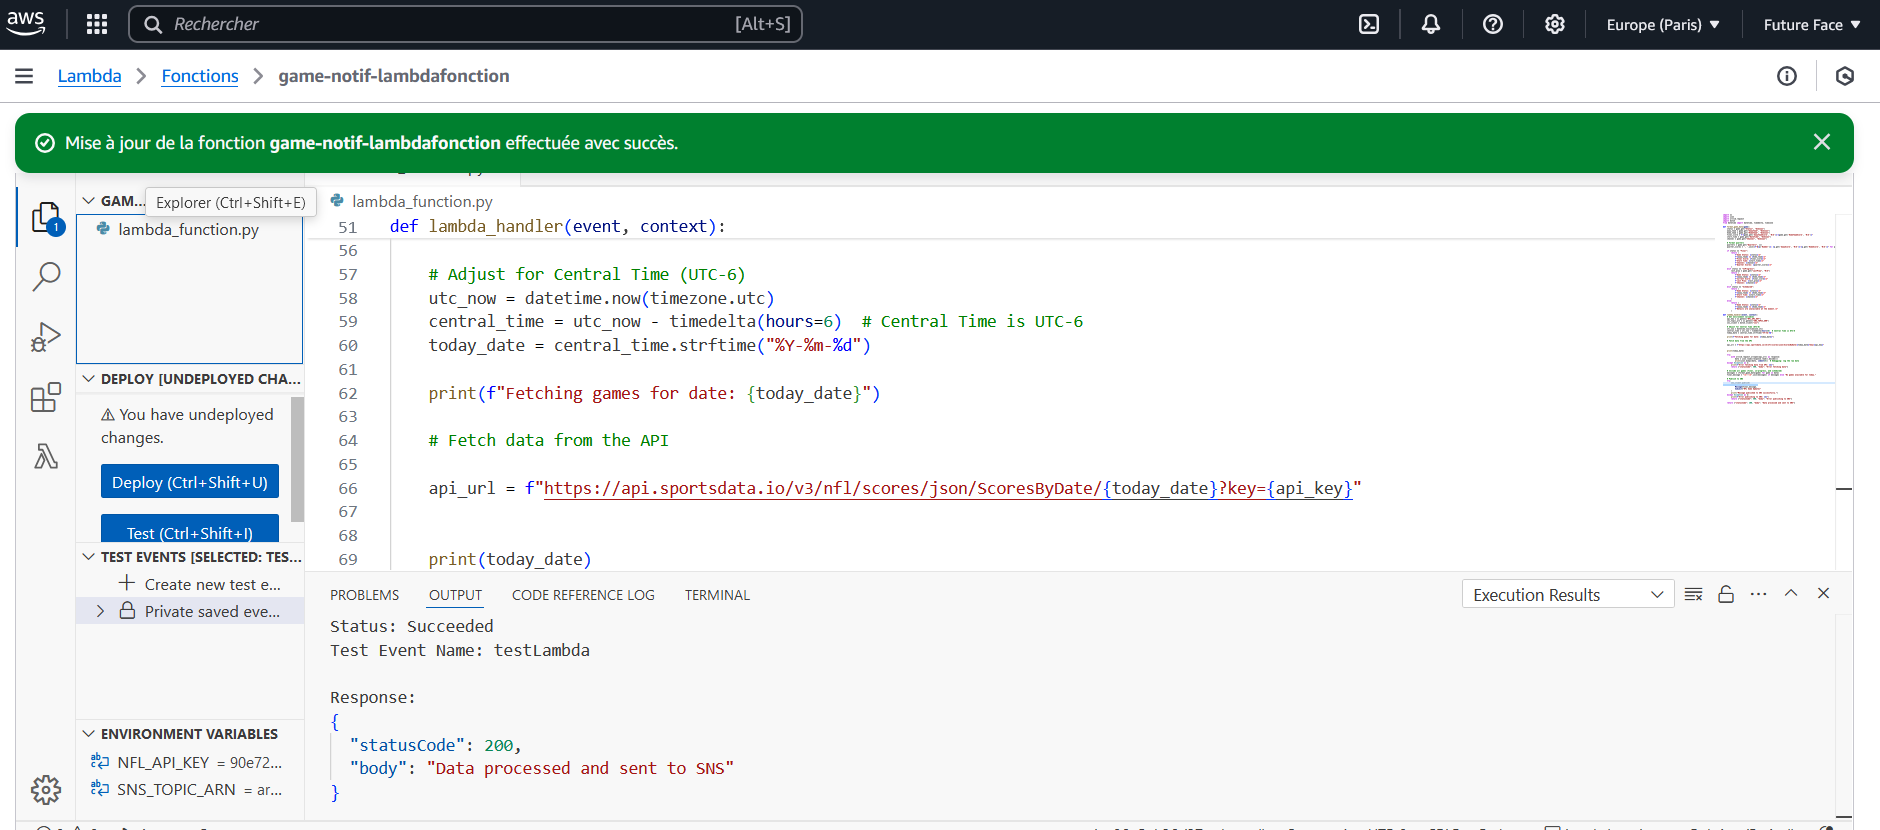 aws
Rechercher
[Alt+S]
Europe (Paris)
Future Face
Lambda
Fonctions
game-notif-lambdafonction
Mise à jour de la fonction game-notif-lambdafonction effectuée avec succès.
GAM...
Explorer (Ctrl+Shift+E)
1
lambda_function.py
DEPLOY [UNDEPLOYED CHA...
You have undeployed
changes.
Deploy (Ctrl+Shift+U)
Test (Ctrl+Shift+I)
TEST EVENTS [SELECTED: TES...
Create new test e...
Private saved eve...
ENVIRONMENT VARIABLES
NFL_API_KEY = 90e72...
SNS_TOPIC_ARN = ar...
lambda_function.py
51 def lambda_handler(event, context):
56
57 # Adjust for Central Time (UTC-6)
58 utc_now = datetime.now(timezone.utc)
59 central_time = utc_now - timedelta(hours=6)  # Central Time is UTC-6
60 today_date = central_time.strftime("%Y-%m-%d")
61
62 print(f"Fetching games for date: {today_date}")
63
64 # Fetch data from the API
65
66 api_url = f"https://api.sportsdata.io/v3/nfl/scores/json/ScoresByDate/{today_date}?key={api_key}"
67
68
69 print(today_date)
PROBLEMS
OUTPUT
CODE REFERENCE LOG
TERMINAL
Execution Results
Status: Succeeded
Test Event Name: testLambda
Response:
{
"statusCode": 200,
"body": "Data processed and sent to SNS"
}